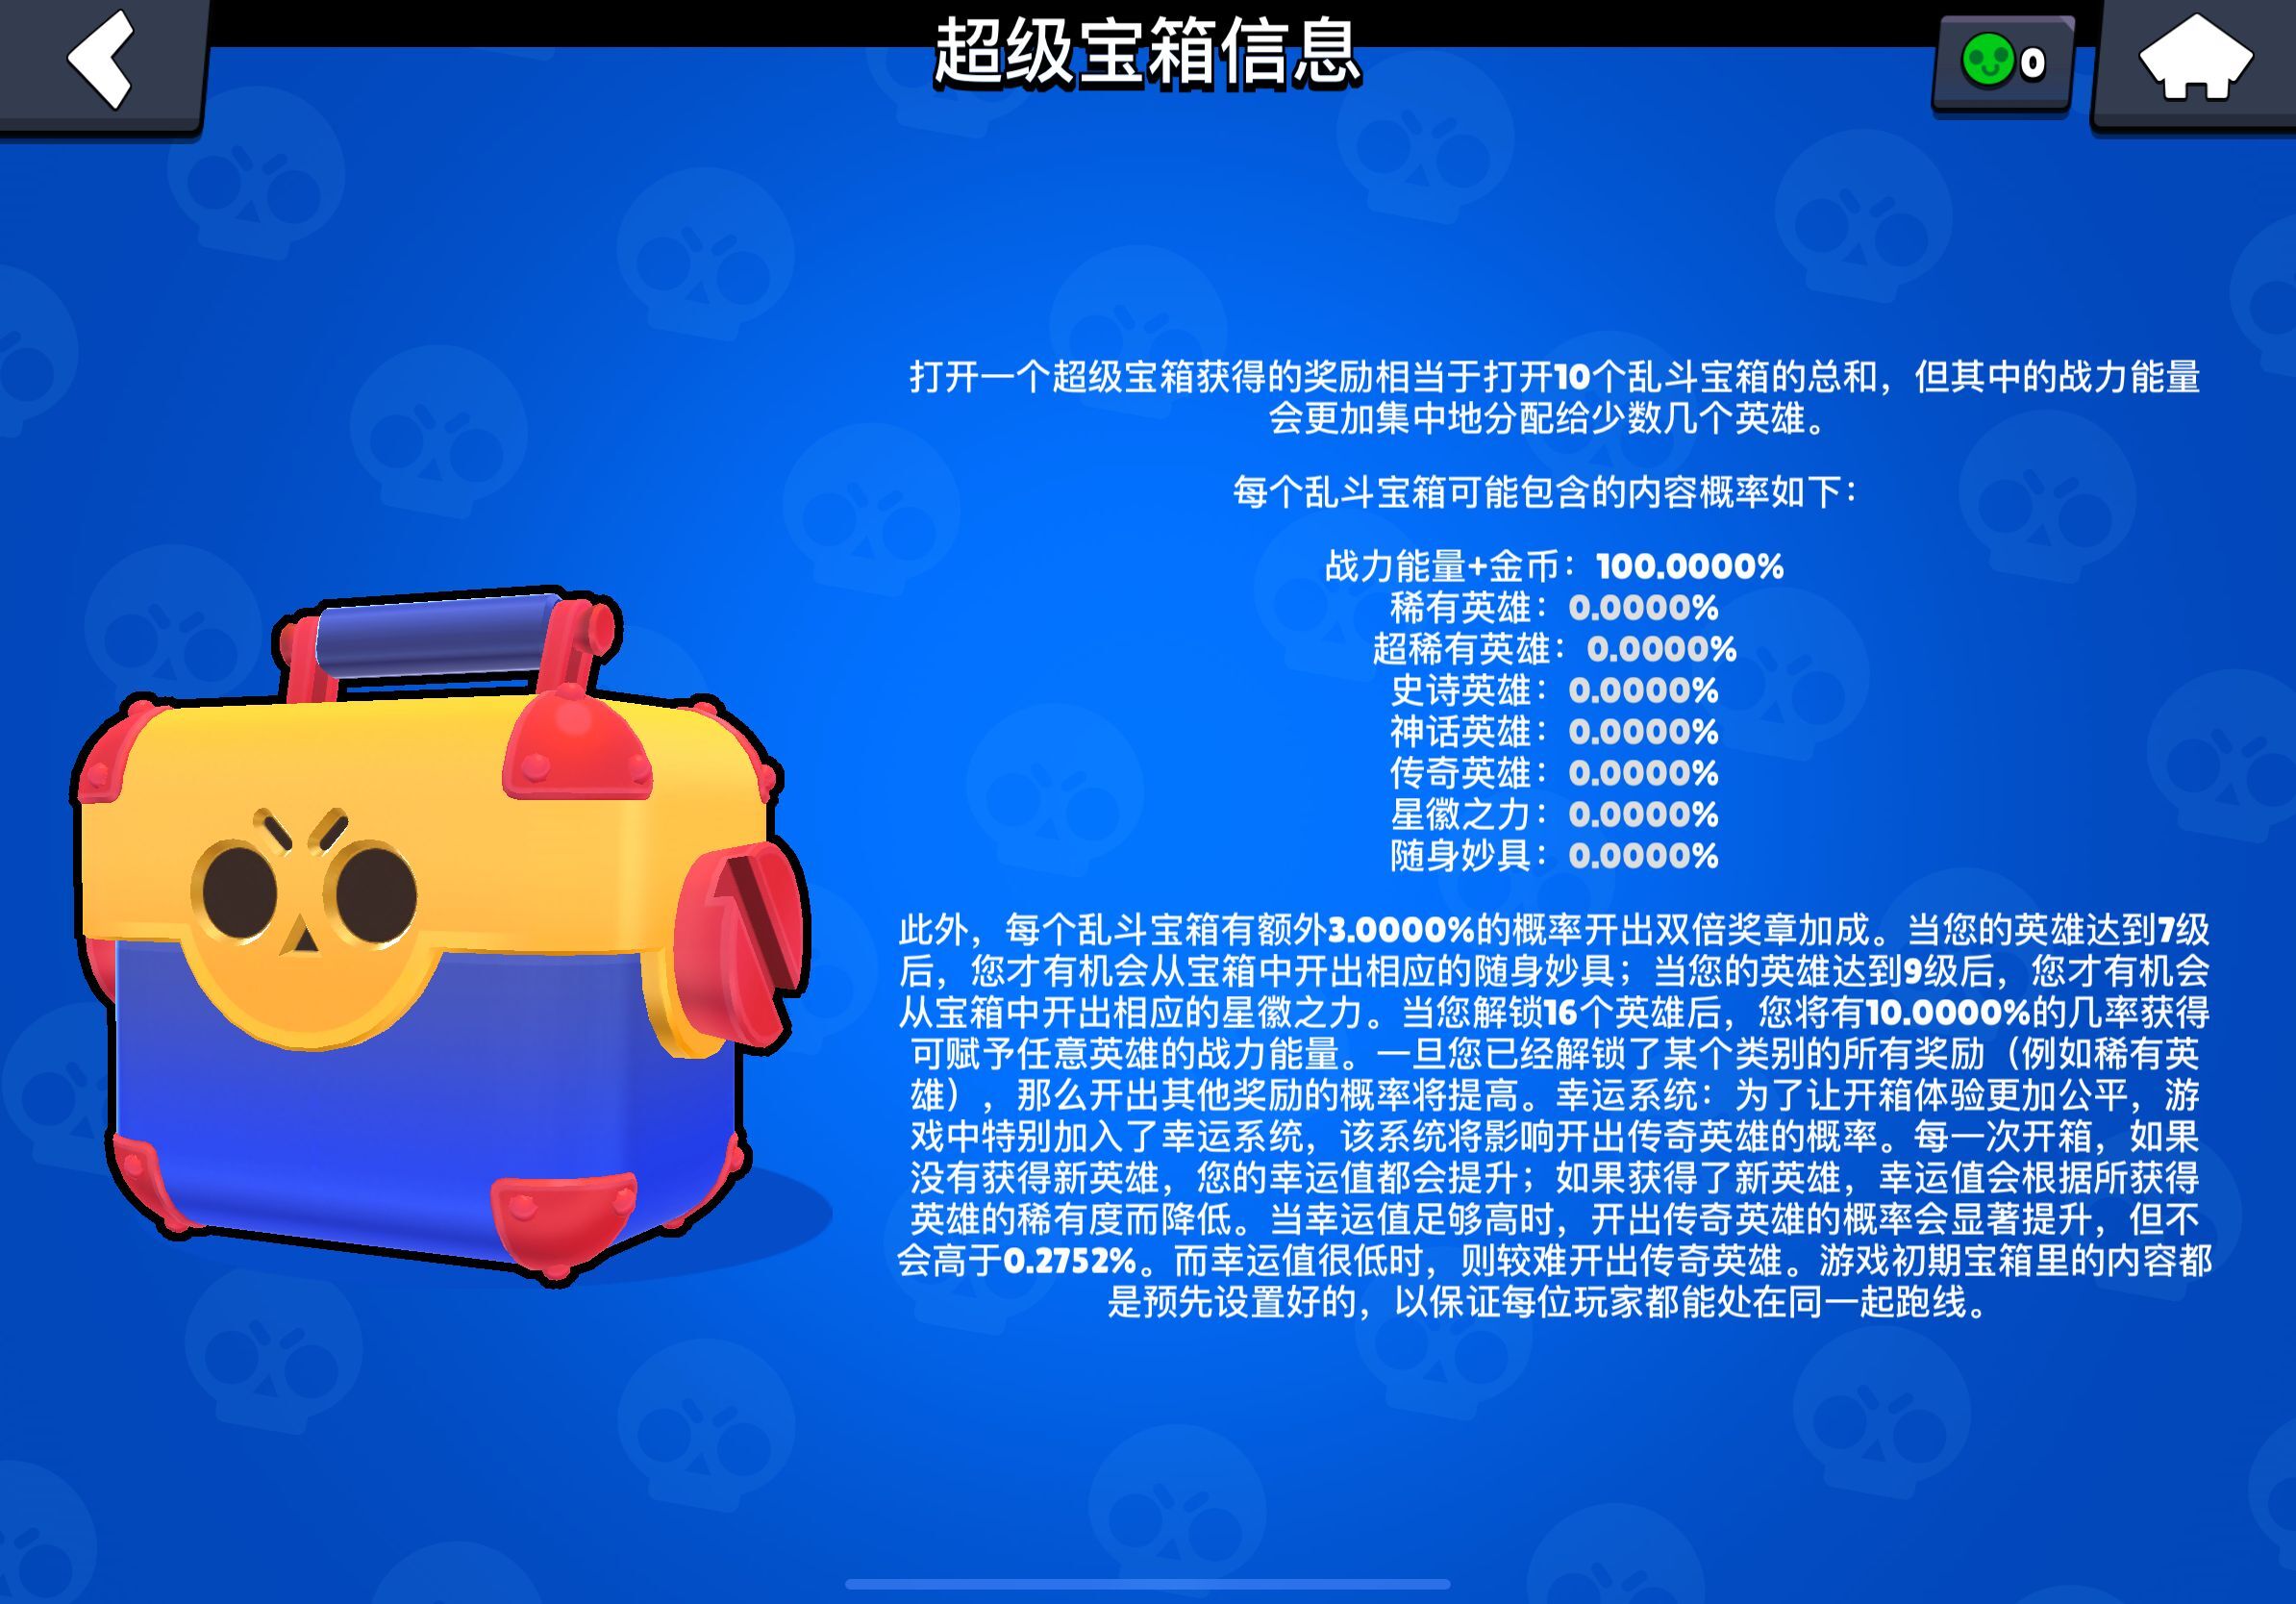 超级宝箱信息
0
打开一个超级宝箱获得的奖励相当于打开10个乱斗宝箱的总和，但其中的战力能量
会更加集中地分配给少数几个英雄。
每个乱斗宝箱可能包含的内容概率如下：
战力能量+金币：100.0000%
稀有英雄：0.0000%
超稀有英雄：0.0000%
史诗英雄：0.0000%
神话英雄：0.0000%
传奇英雄：0.0000%
星徽之力：0.0000%
随身妙具：0.0000%
此外，每个乱斗宝箱有额外3.0000%的概率开出双倍奖章加成。当您的英雄达到7级
后，您才有机会从宝箱中开出相应的随身妙具；当您的英雄达到9级后，您才有机会
从宝箱中开出相应的星徽之力。当您解锁16个英雄后，您将有10.0000%的几率获得
可赋予任意英雄的战力能量。一旦您已经解锁了某个类别的所有奖励（例如稀有英
雄），那么开出其他奖励的概率将提高。幸运系统：为了让开箱体验更加公平，游
戏中特别加入了幸运系统，该系统将影响开出传奇英雄的概率。每一次开箱，如果
没有获得新英雄，您的幸运值都会提升；如果获得了新英雄，幸运值会根据所获得
英雄的稀有度而降低。当幸运值足够高时，开出传奇英雄的概率会显著提升，但不
会高于0.2752%。而幸运值很低时，则较难开出传奇英雄。游戏初期宝箱里的内容都
是预先设置好的，以保证每位玩家都能处在同一起跑线。